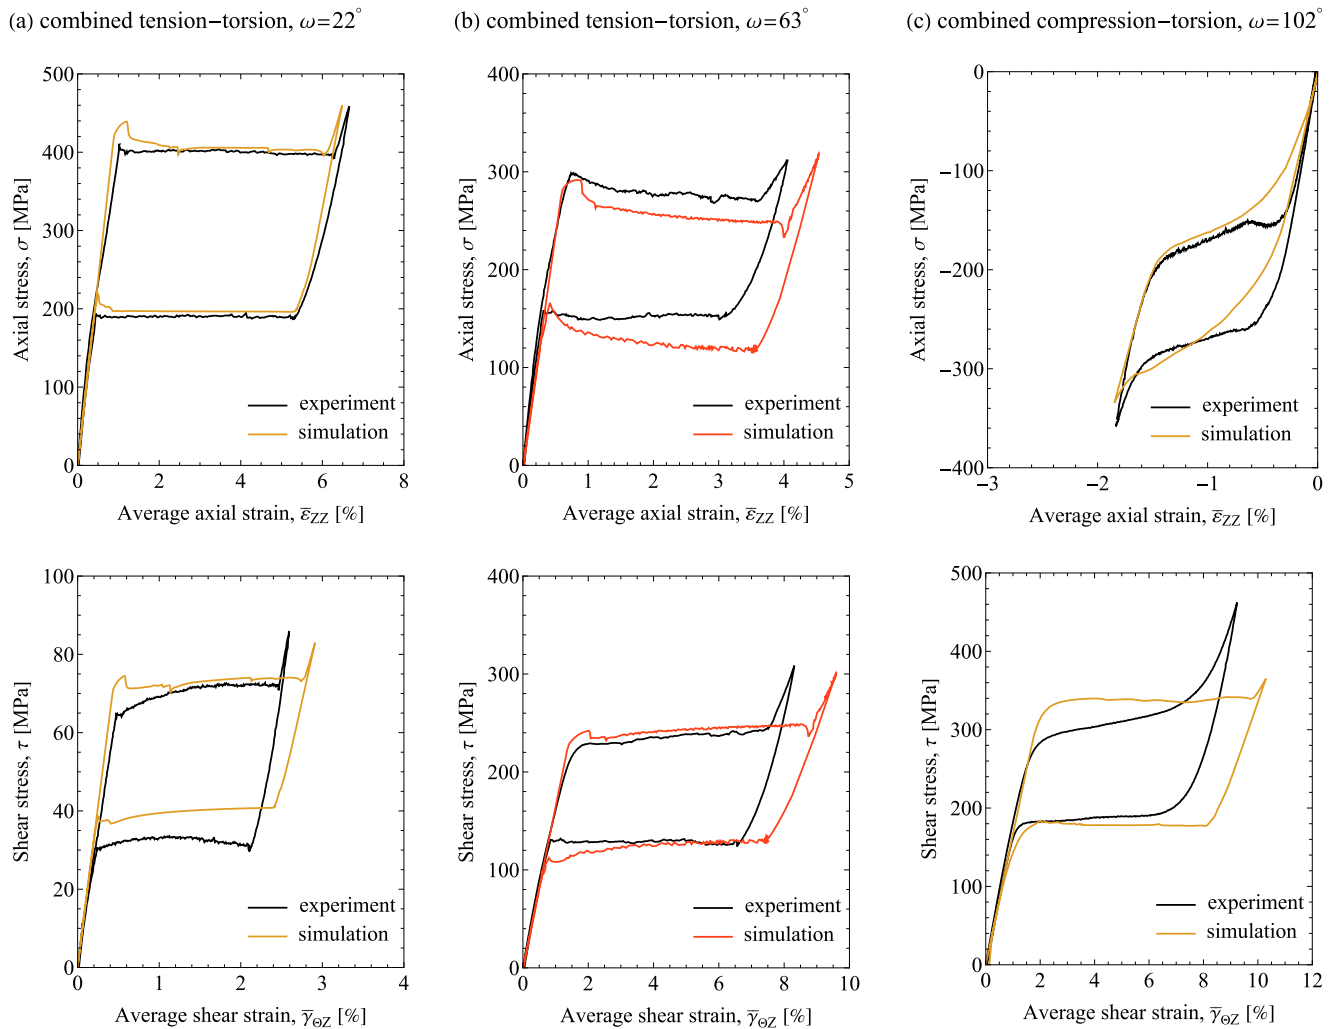 (a) combined tension−torsion, ω=22°
(b) combined tension−torsion, ω=63°
(c) combined compression−torsion, ω=102°
500
400
300
200
100
0
0
2
4
6
8
Axial stress, σ [MPa]
Average axial strain, ε̅ZZ [%]
experiment
simulation
400
300
200
100
0
0
1
2
3
4
5
Axial stress, σ [MPa]
Average axial strain, ε̅ZZ [%]
experiment
simulation
0
−100
−200
−300
−400
−3
−2
−1
0
Axial stress, σ [MPa]
Average axial strain, ε̅ZZ [%]
experiment
simulation
100
80
60
40
20
0
0
1
2
3
4
Shear stress, τ [MPa]
Average shear strain, γ̅ΘZ [%]
experiment
simulation
400
300
200
100
0
0
2
4
6
8
10
Shear stress, τ [MPa]
Average shear strain, γ̅ΘZ [%]
experiment
simulation
500
400
300
200
100
0
0
2
4
6
8
10
12
Shear stress, τ [MPa]
Average shear strain, γ̅ΘZ [%]
experiment
simulation